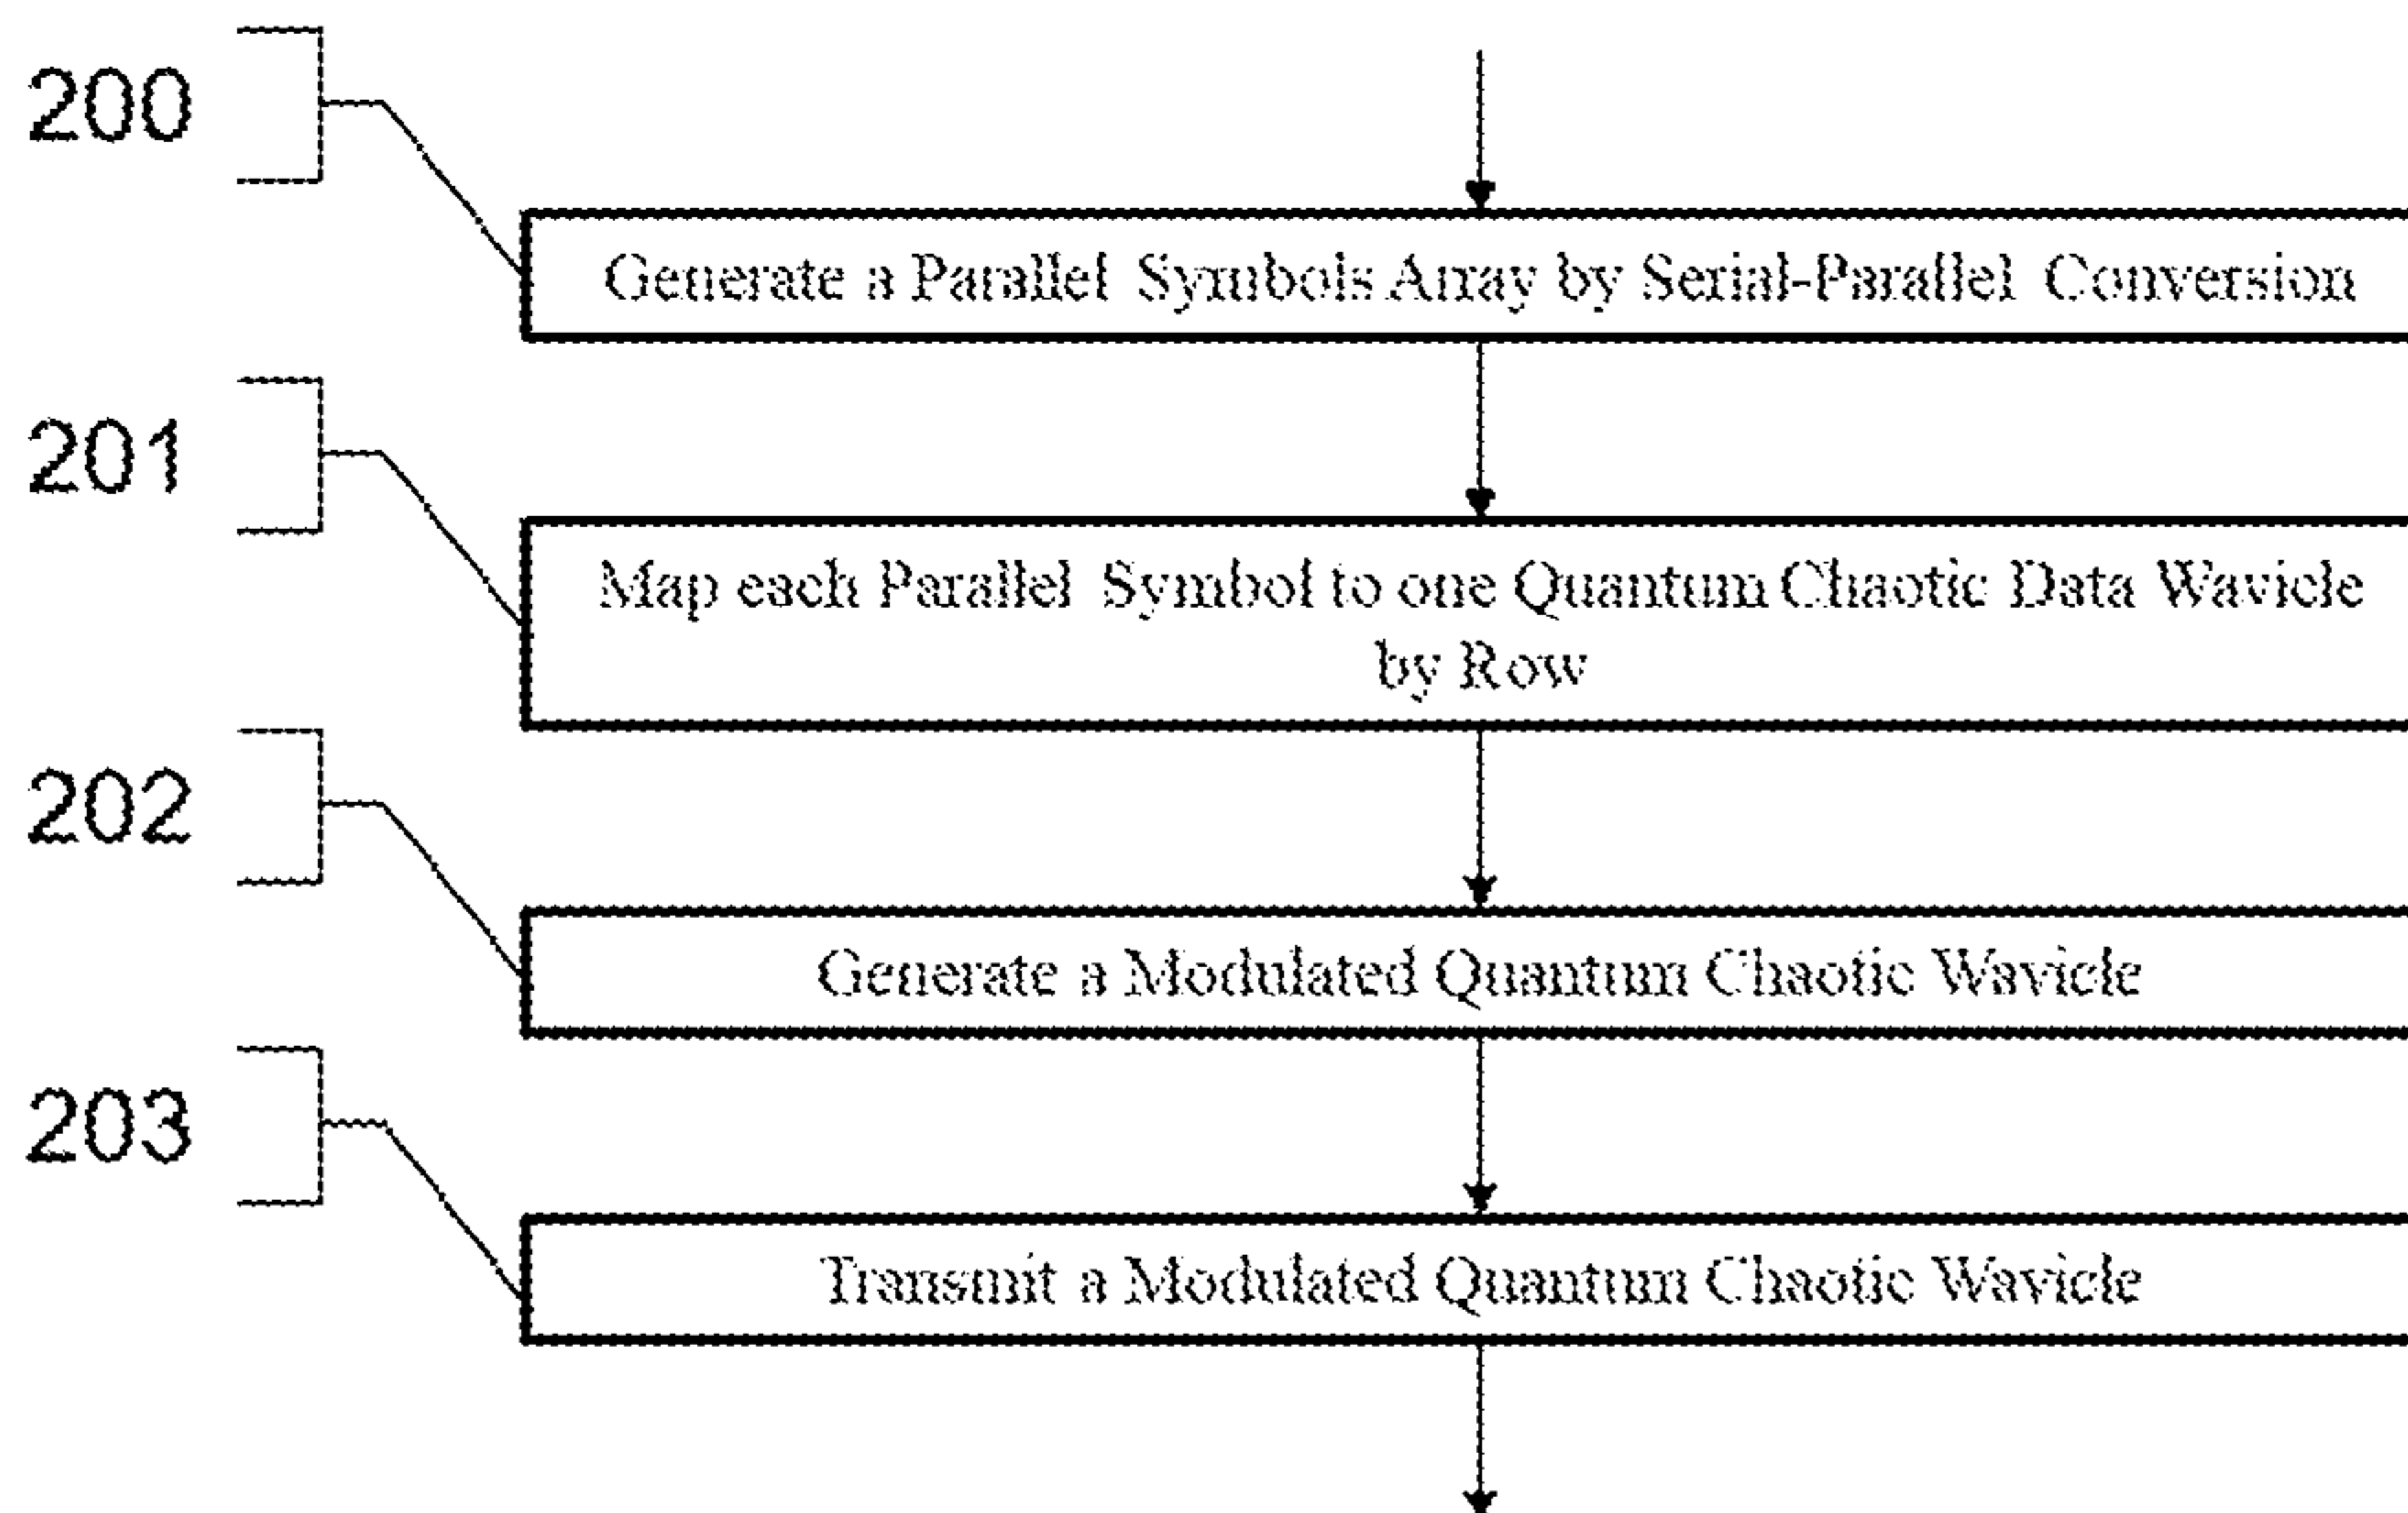 200
Generate a Parallel Symbols Array by Serial-Parallel Conversion
201
Map each Parallel Symbol to one Quantum Chaotic Data Wavicle
by Row
202
Generate a Modulated Quantum Chaotic Wavicle
203
Transmit a Modulated Quantum Chaotic Wavicle